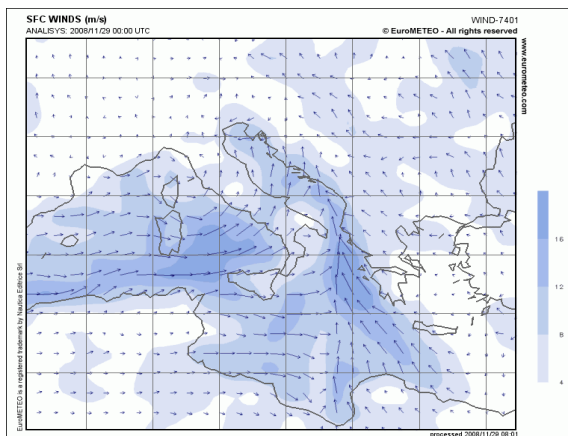 SFC WINDS (m/s)
WIND-7401
ANALISYS: 2008/11/29 00:00 UTC
© EuroMETEO - All rights reserved
www.eurometeo.com
EuroMETEO is a registered trademark by Nautica Editrice Srl
16
12
8
4
processed 2008/11/29 08:01